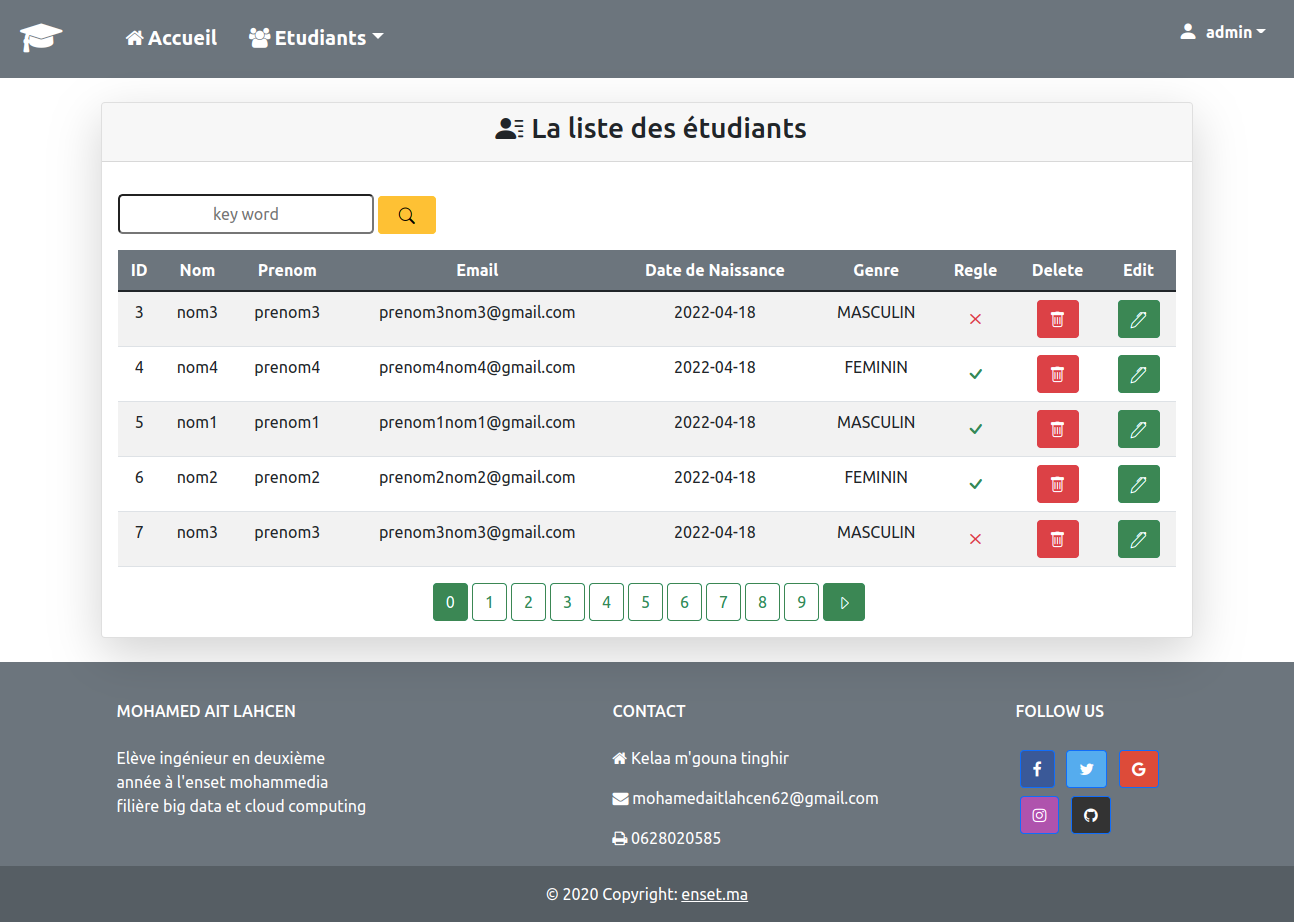 Accueil Etudiants admin
La liste des étudiants
key word
ID Nom Prenom Email Date de Naissance Genre Regle Delete Edit
3 nom3 prenom3 prenom3nom3@gmail.com 2022-04-18 MASCULIN
4 nom4 prenom4 prenom4nom4@gmail.com 2022-04-18 FEMININ
5 nom1 prenom1 prenom1nom1@gmail.com 2022-04-18 MASCULIN
6 nom2 prenom2 prenom2nom2@gmail.com 2022-04-18 FEMININ
7 nom3 prenom3 prenom3nom3@gmail.com 2022-04-18 MASCULIN
0 1 2 3 4 5 6 7 8 9
MOHAMED AIT LAHCEN
Elève ingénieur en deuxième
année à l'enset mohammedia
filière big data et cloud computing
CONTACT
Kelaa m'gouna tinghir
mohamedaitlahcen62@gmail.com
0628020585
FOLLOW US
© 2020 Copyright: enset.ma